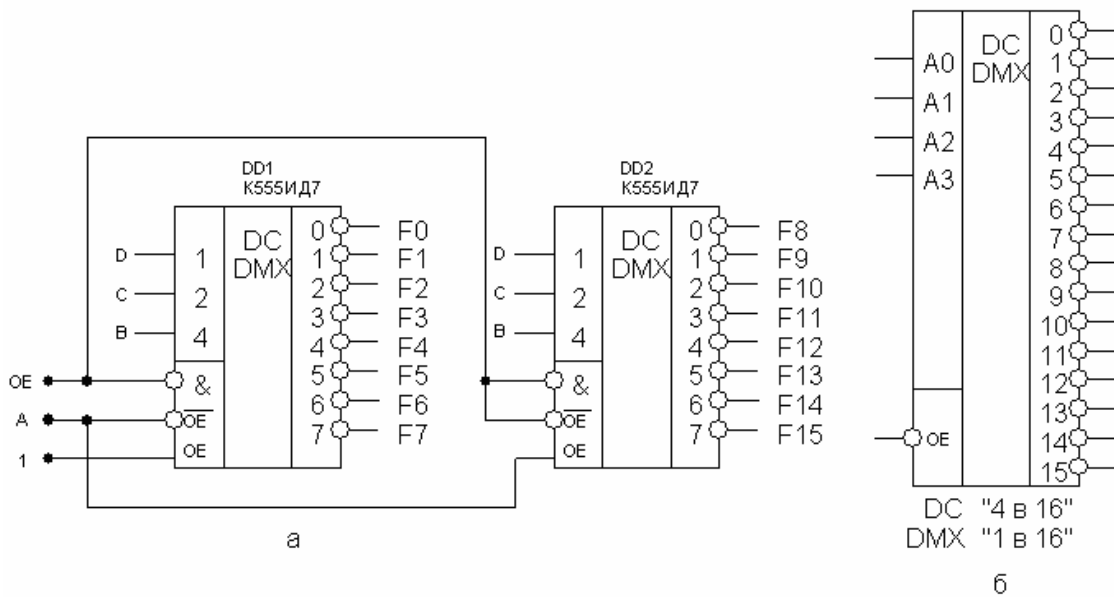 DD1
К555ИД7
D
C
B
OE
A
1
1
2
4
&
OE
OE
DC
DMX
0
1
2
3
4
5
6
7
F0
F1
F2
F3
F4
F5
F6
F7
DD2
К555ИД7
D
C
B
1
2
4
&
OE
OE
DC
DMX
0
1
2
3
4
5
6
7
F8
F9
F10
F11
F12
F13
F14
F15
а
A0
A1
A2
A3
OE
DC
DMX
0
1
2
3
4
5
6
7
8
9
10
11
12
13
14
15
DC "4 в 16"
DMX "1 в 16"
б